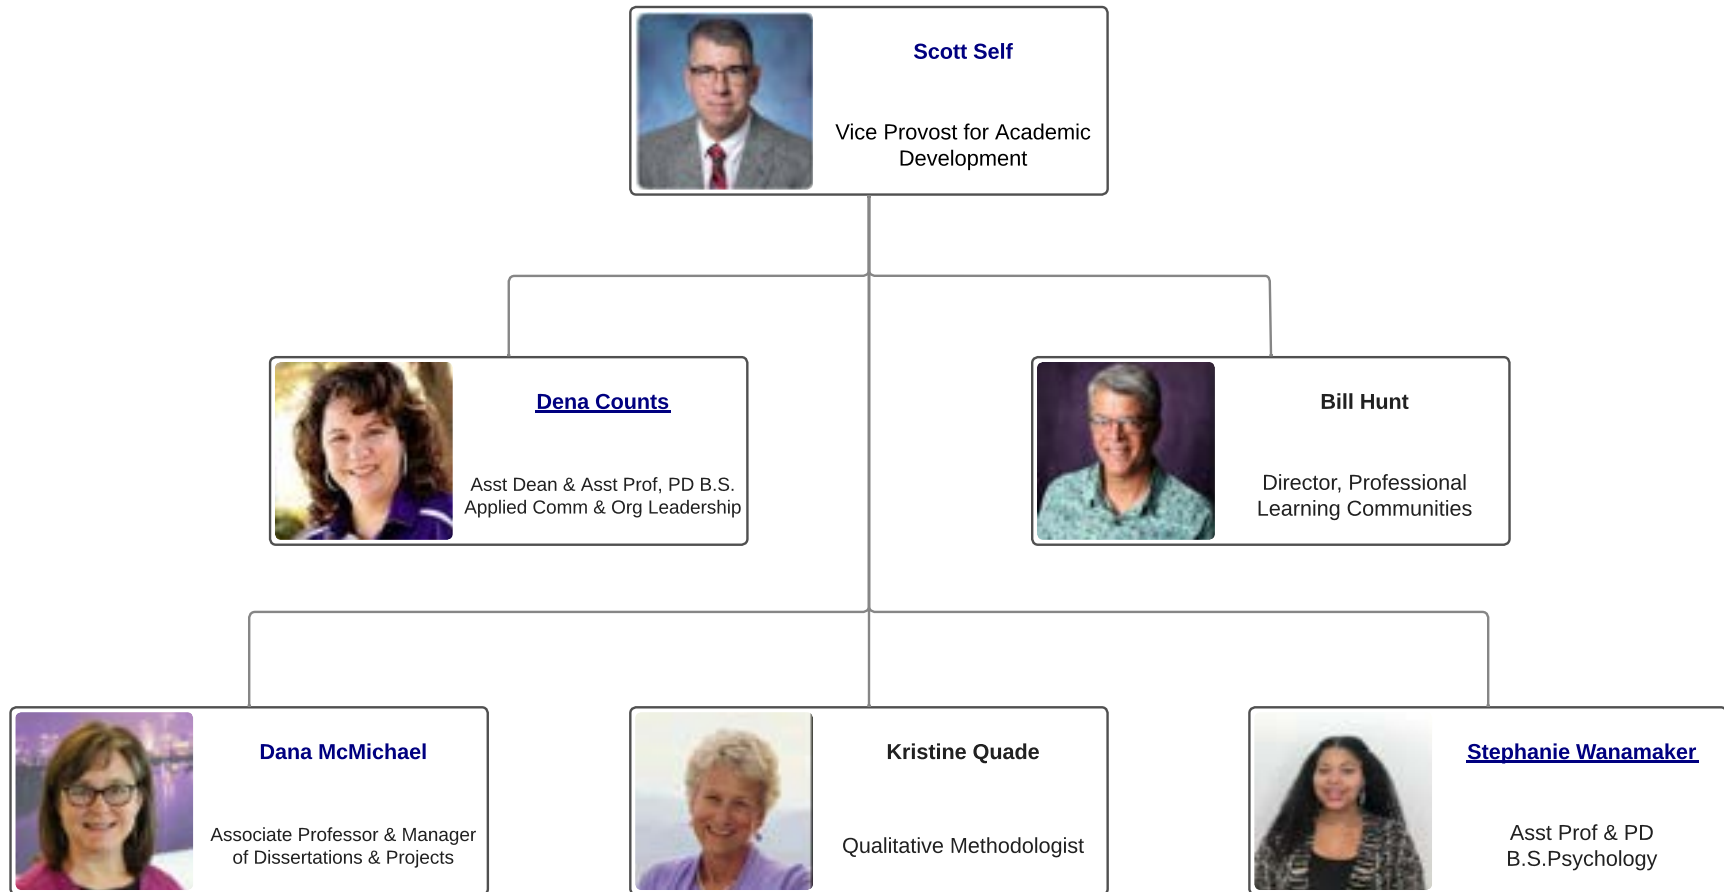 Scott Self
Vice Provost for Academic
Development
Dena Counts
Asst Dean & Asst Prof, PD B.S.
Applied Comm & Org Leadership
Bill Hunt
Director, Professional
Learning Communities
Dana McMichael
Associate Professor & Manager
of Dissertations & Projects
Kristine Quade
Qualitative Methodologist
Stephanie Wanamaker
Asst Prof & PD
B.S.Psychology